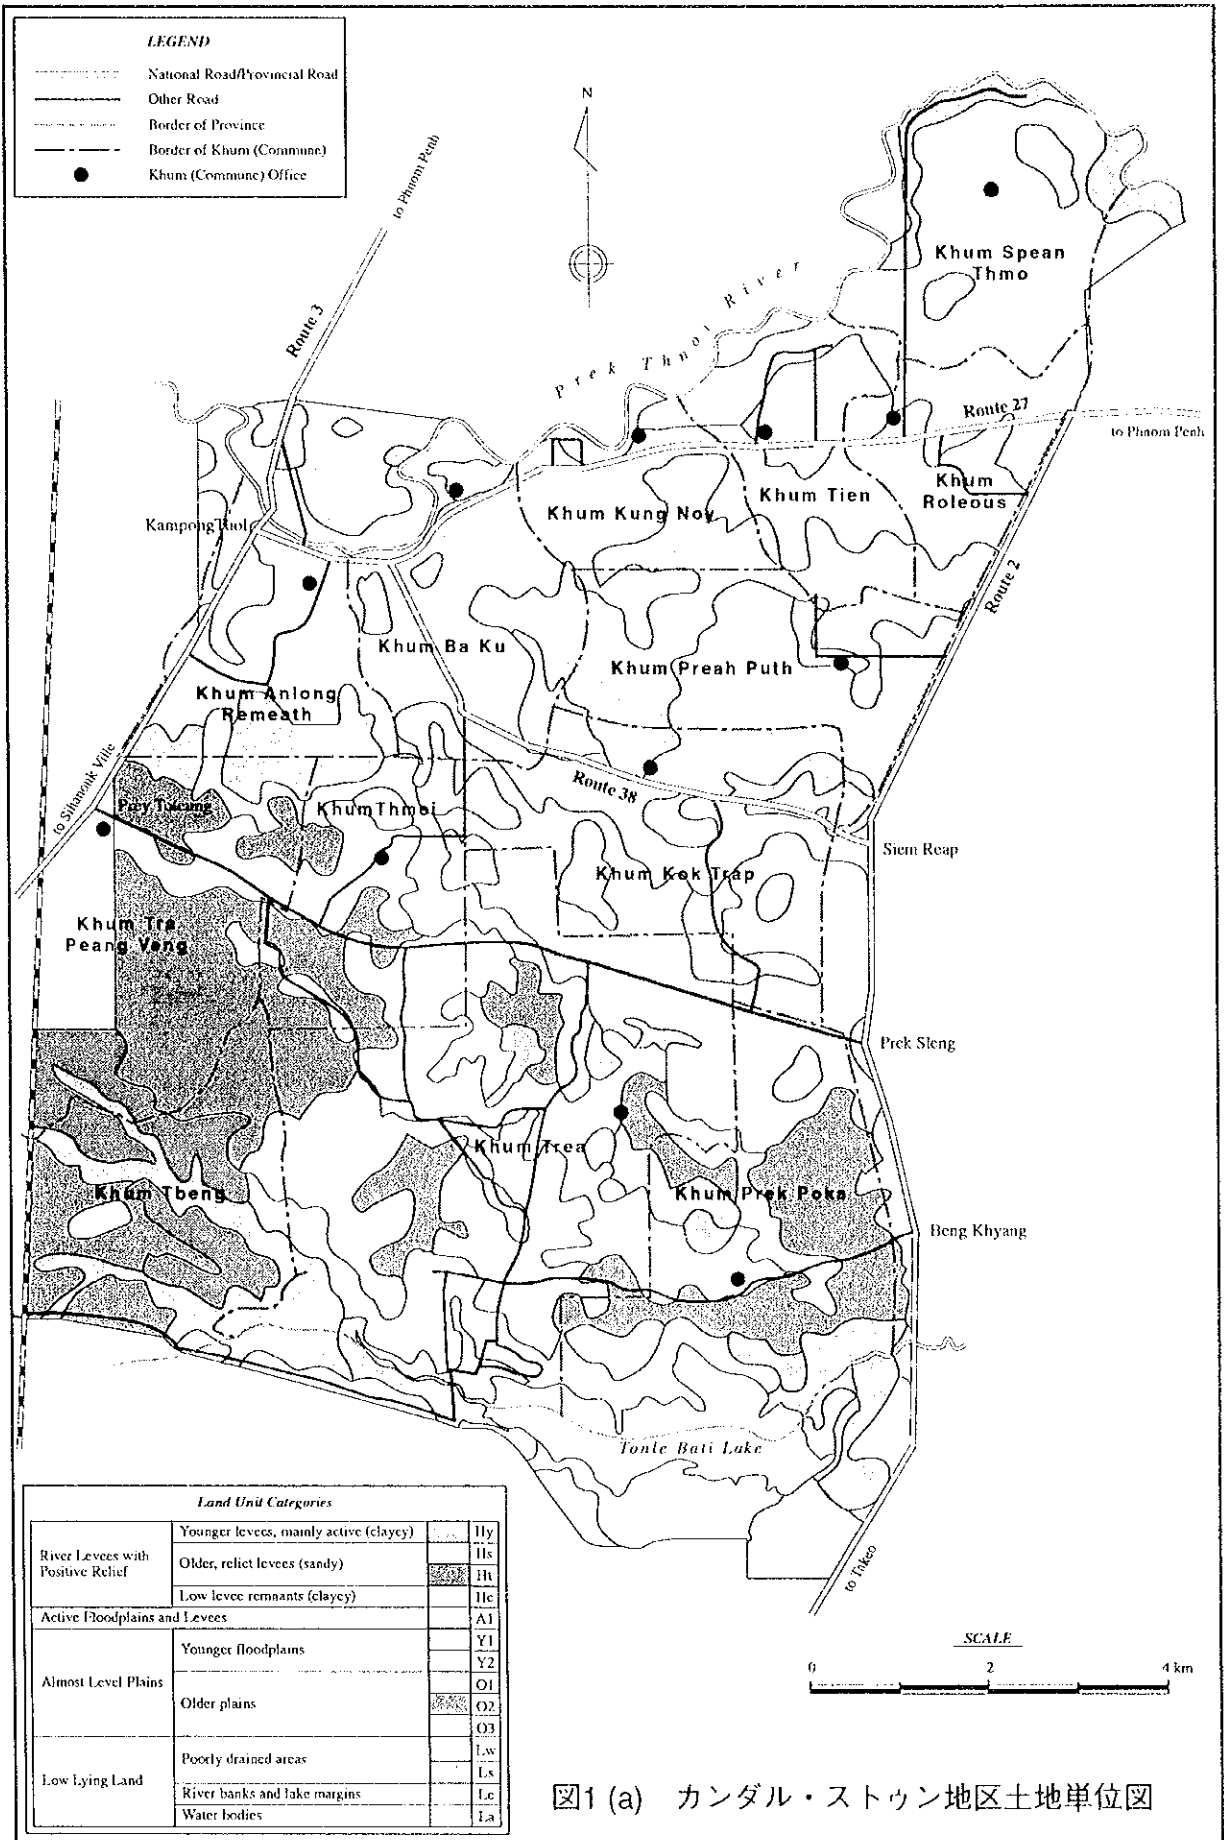 LEGEND
National Road/Provincial Road
Other Road
Border of Province
Border of Khum (Commune)
Khum (Commune) Office
N
to Phnom Penh
Route 3
Prek Thnot River
Khum Spean
Thmo
Route 27
to Phnom Penh
Khum
Roleous
Khum Tien
Khum Kung Noy
Kampong Tuol
Route 2
Khum Ba Ku
Khum Preah Puth
Khum Anlong
Remeath
to Sihanouk Ville
Route 38
Prey Totcung
Khum Thmei
Siem Reap
Khum Kok Trap
Khum Tra
Peang Veng
Prek Sleng
Khum Trea
Khum Tbeng
Khum Prek Poka
Beng Khyang
Tonle Bati Lake
to Takeo
Land Unit Categories
River Levees with
Positive Relief
Younger levees, mainly active (clayey) Hy
Hs
Older, relict levees (sandy)
Ht
Low levee remnants (clayey) Hc
Active Floodplains and Levees A1
Almost Level Plains
Younger floodplains
Y1
Y2
Older plains
O1
O2
O3
Low Lying Land
Poorly drained areas
Lw
Ls
River banks and lake margins Lc
Water bodies La
SCALE
0 2 4 km
図1 (a) カンダル・ストゥン地区土地単位図